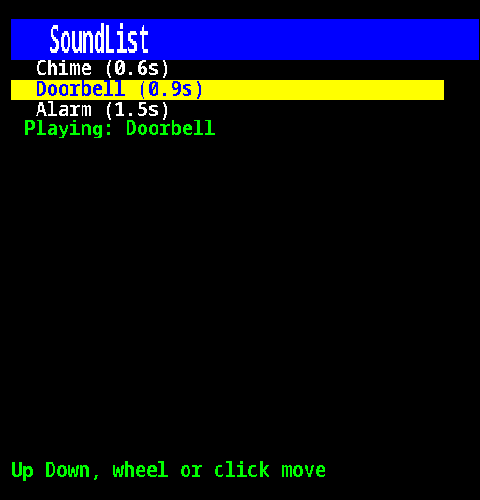 SoundList
Chime (0.6s)
Doorbell (0.9s)
Alarm (1.5s)
Playing: Doorbell
Up Down, wheel or click move